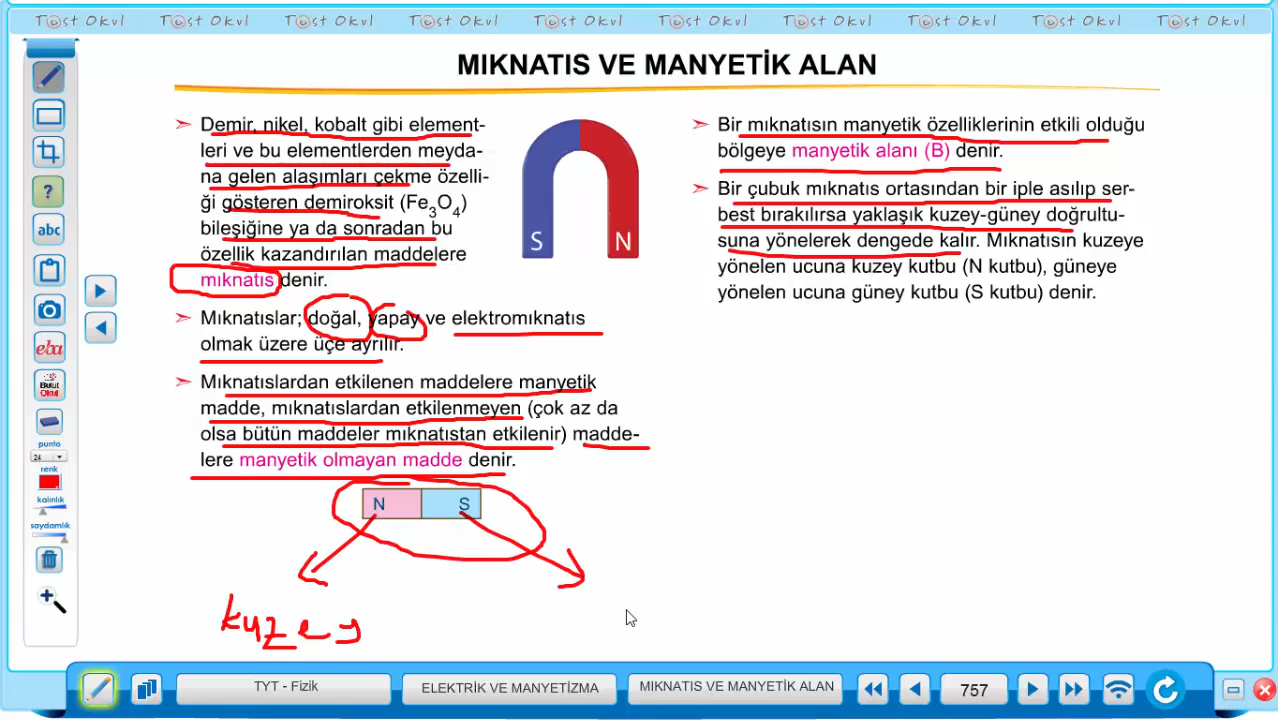 Test Okul Test Okul Test Okul Test Okul Test Okul Test Okul Test Okul Test Okul Test Okul Test Okul
MIKNATIS VE MANYETİK ALAN
➢ Demir, nikel, kobalt gibi element-
leri ve bu elementlerden meyda-
na gelen alaşımları çekme özelli-
ği gösteren demiroksit (Fe3O4)
bileşiğine ya da sonradan bu
özellik kazandırılan maddelere
mıknatıs denir.
S N
➢ Mıknatıslar; doğal, yapay ve elektromıknatıs
olmak üzere üçe ayrılır.
➢ Mıknatıslardan etkilenen maddelere manyetik
madde, mıknatıslardan etkilenmeyen (çok az da
olsa bütün maddeler mıknatıstan etkilenir) madde-
lere manyetik olmayan madde denir.
N S
kuzey
➢ Bir mıknatısın manyetik özelliklerinin etkili olduğu
bölgeye manyetik alanı (B) denir.
➢ Bir çubuk mıknatıs ortasından bir iple asılıp ser-
best bırakılırsa yaklaşık kuzey-güney doğrultu-
suna yönelerek dengede kalır. Mıknatısın kuzeye
yönelen ucuna kuzey kutbu (N kutbu), güneye
yönelen ucuna güney kutbu (S kutbu) denir.
?
abc
eba
Bulut
Okul
punto
24
renk
kalınlık
saydamlık
TYT - Fizik
ELEKTRİK VE MANYETİZMA
MIKNATIS VE MANYETİK ALAN
757